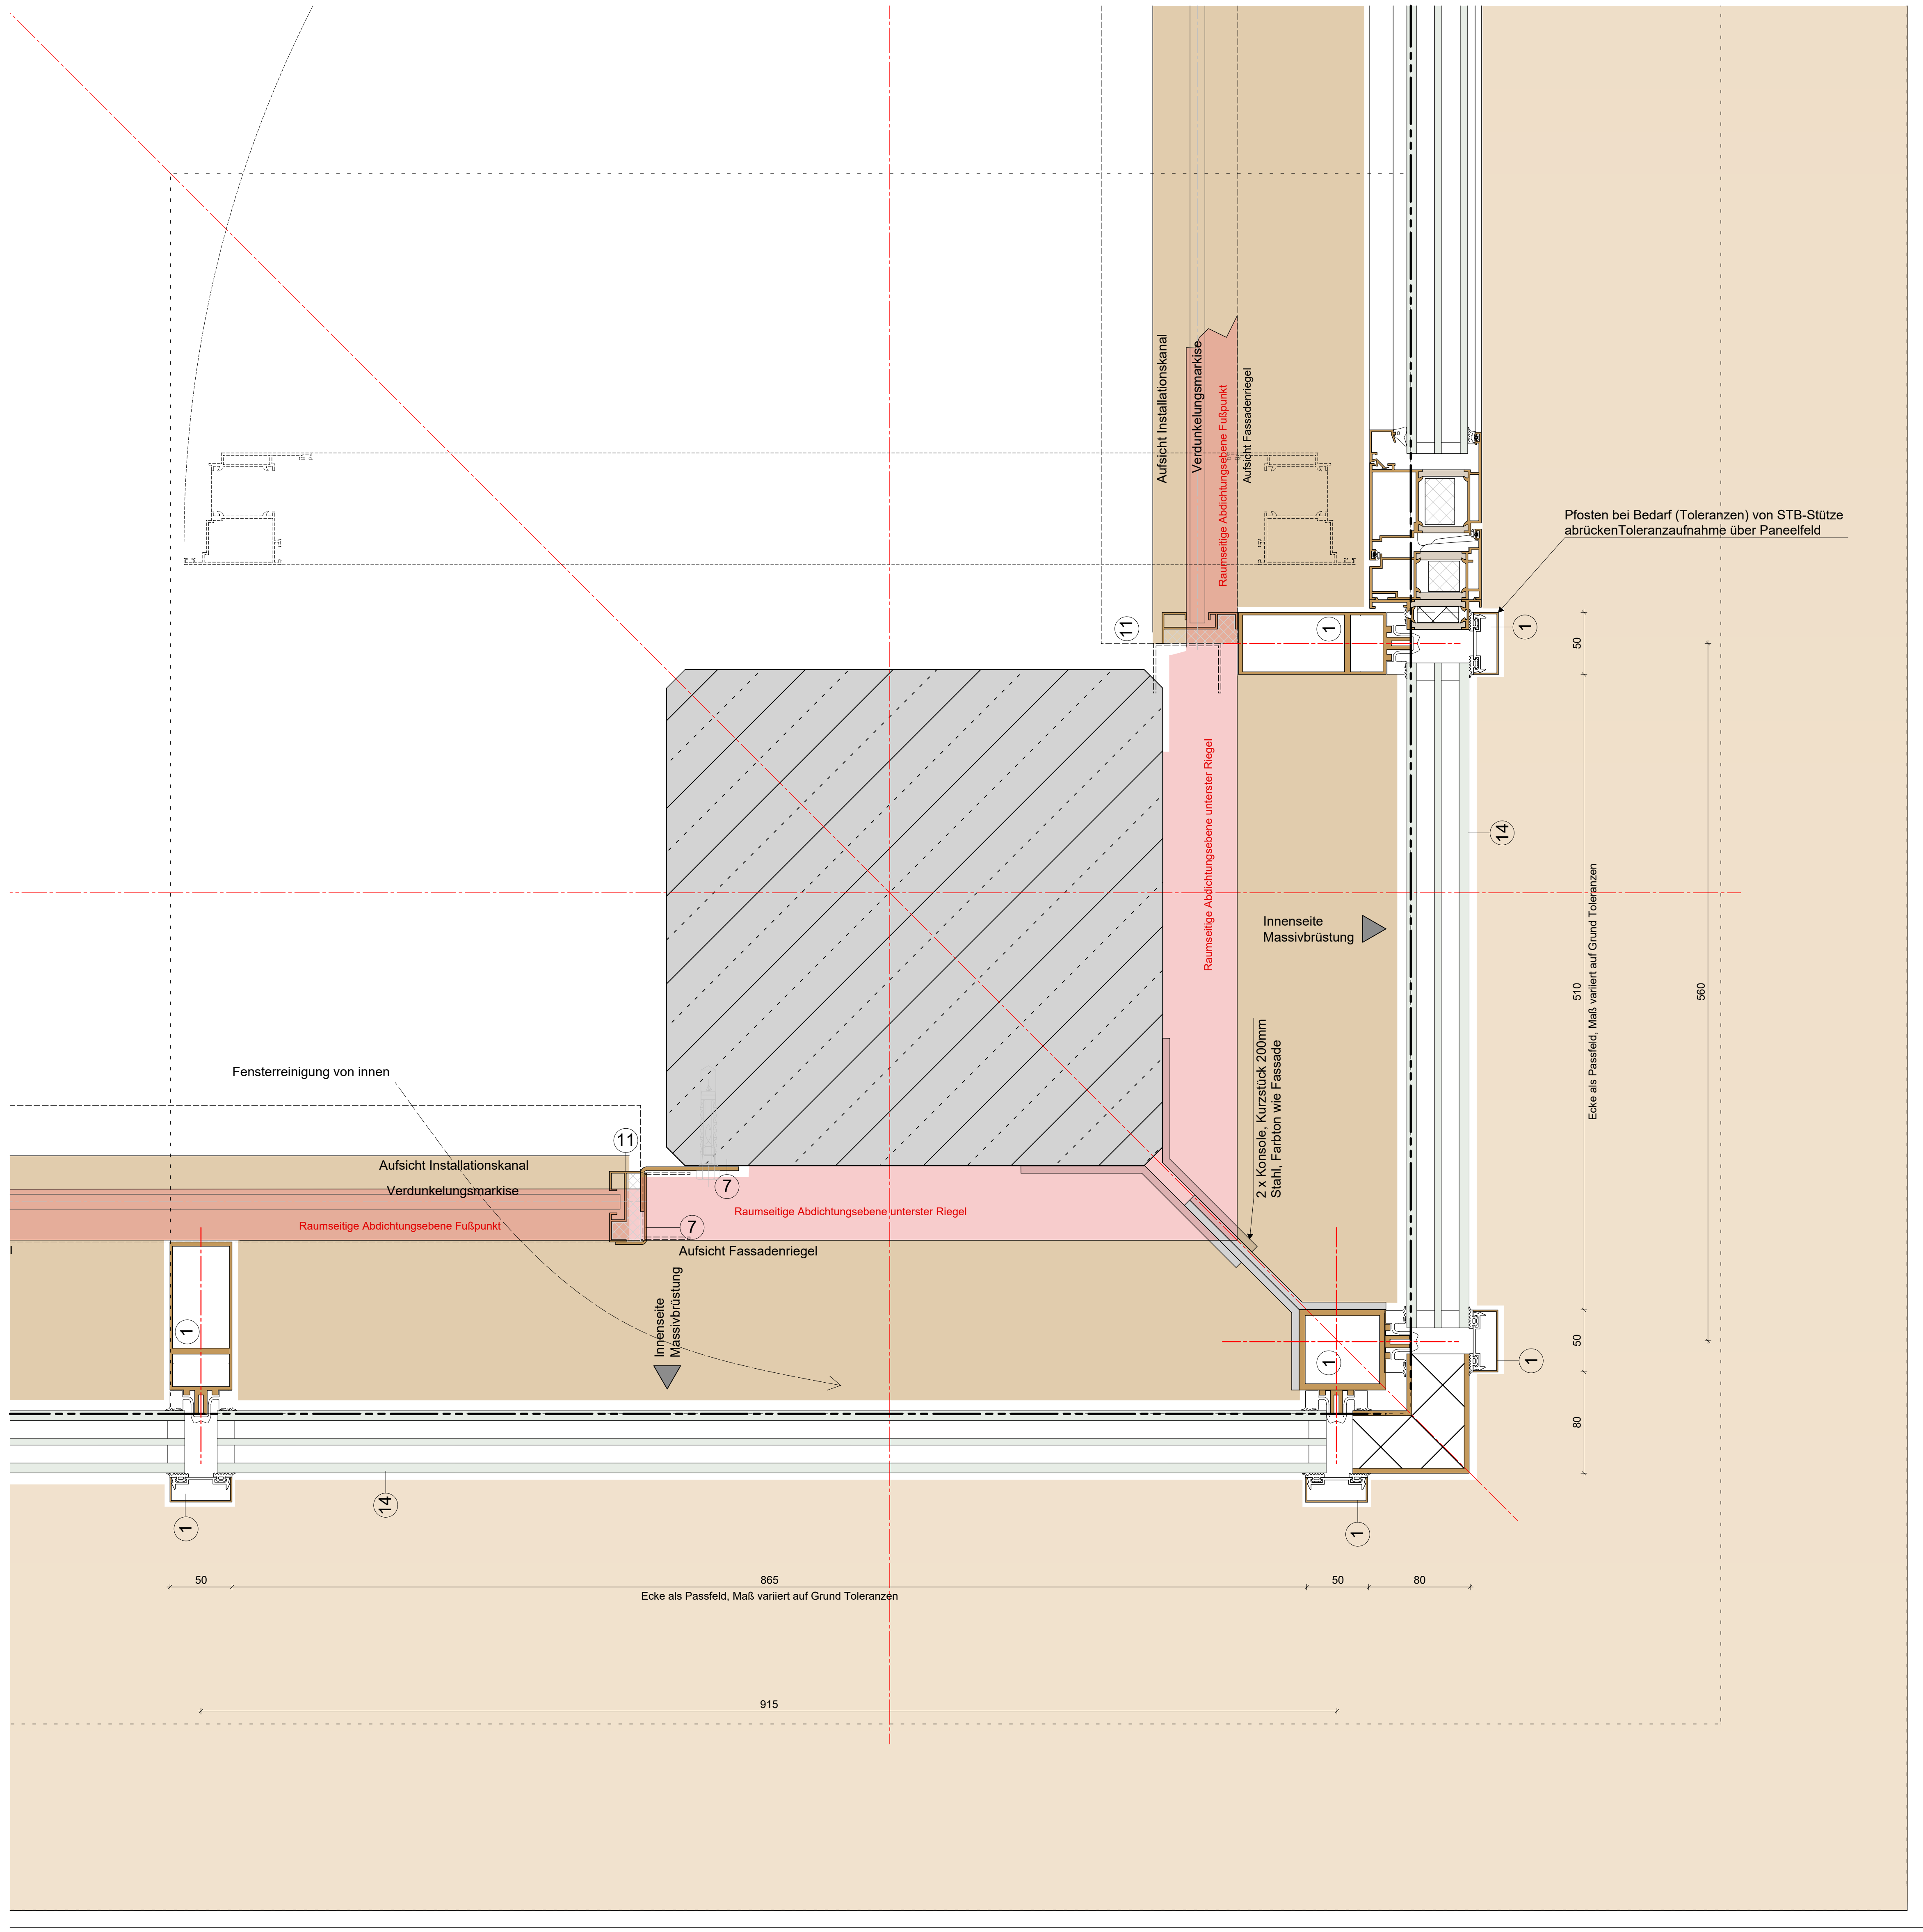 Aufsicht Installationskanal
Verdunkelungsmarkise
Raumseitige Abdichtungsebene Fußpunkt
Aufsicht Fassadenriegel
Pfosten bei Bedarf (Toleranzen) von STB-Stütze
abrückenToleranzaufnahme über Paneelfeld
11
1
1
50
Raumseitige Abdichtungsebene unterster Riegel
14
Innenseite
Massivbrüstung
510
Ecke als Passfeld, Maß variiert auf Grund Toleranzen
560
2 x Konsole, Kurzstück 200mm
Stahl, Farbton wie Fassade
Fensterreinigung von innen
11
Aufsicht Installationskanal
7
Verdunkelungsmarkise
Raumseitige Abdichtungsebene unterster Riegel
Raumseitige Abdichtungsebene Fußpunkt
7
Aufsicht Fassadenriegel
Innenseite
Massivbrüstung
1
1
50
1
80
14
1
1
50
865
50
80
Ecke als Passfeld, Maß variiert auf Grund Toleranzen
915